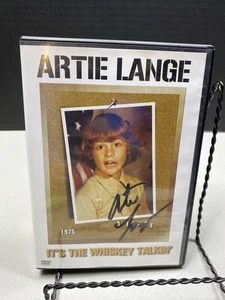 ARTIE LANGE
1975
IT'S THE WHISKEY TALKIN'
DVD